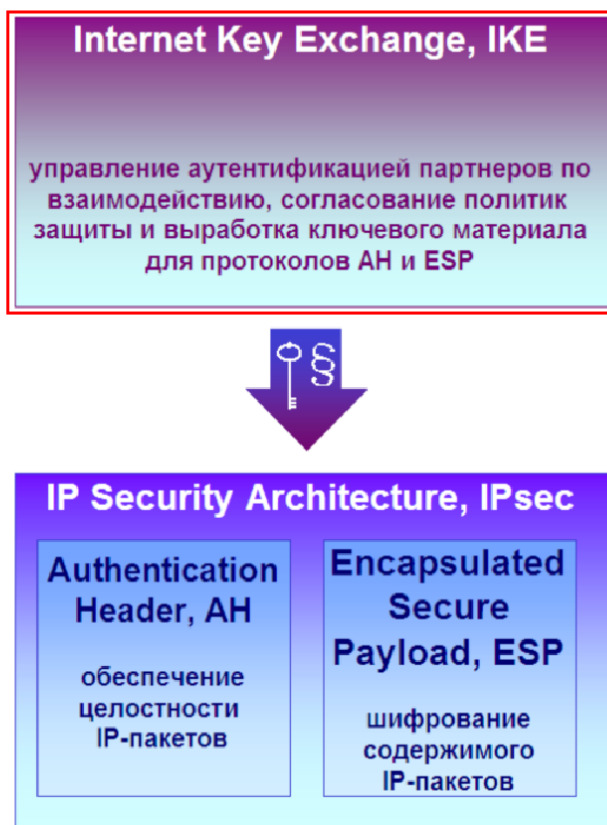 Internet Key Exchange, IKE
управление аутентификацией партнеров по
взаимодействию, согласование политик
защиты и выработка ключевого материала
для протоколов AH и ESP
§
IP Security Architecture, IPsec
Authentication
Header, AH
обеспечение
целостности
IP-пакетов
Encapsulated
Secure
Payload, ESP
шифрование
содержимого
IP-пакетов